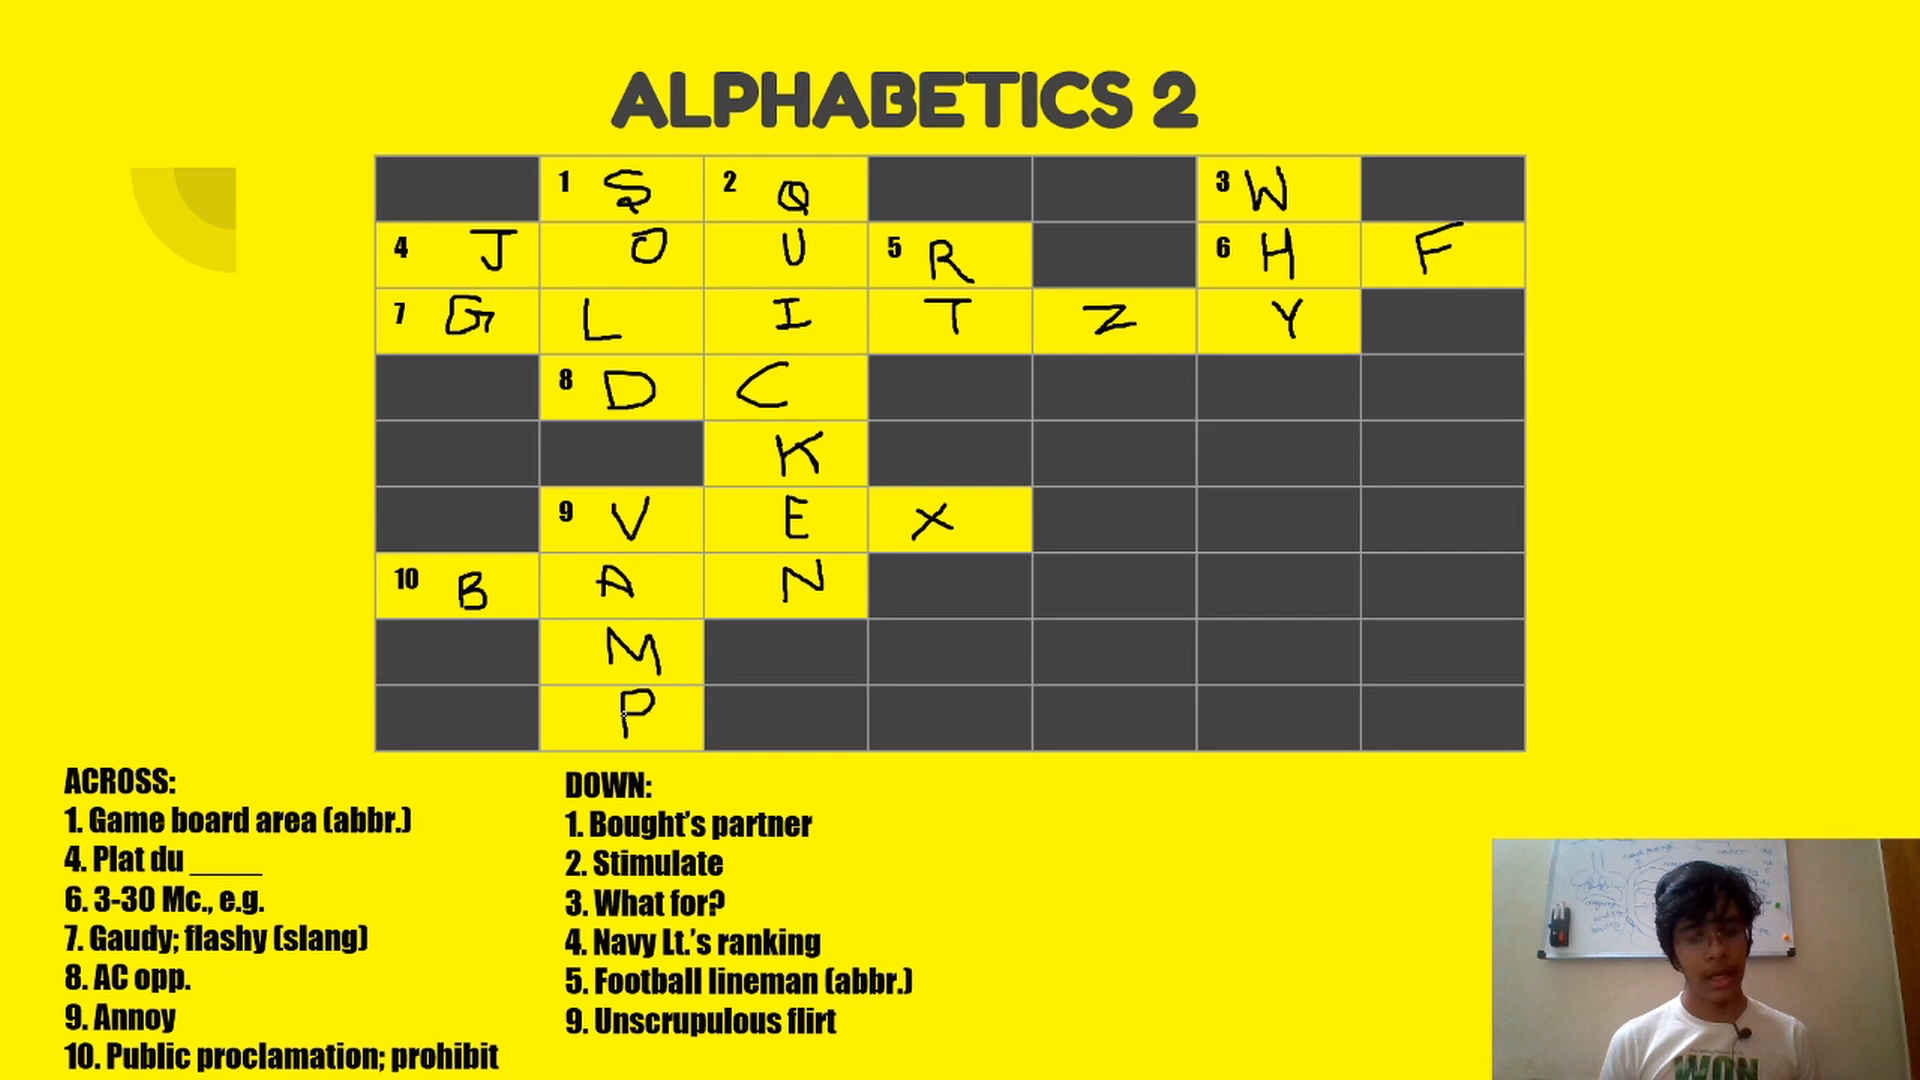 ALPHABETICS 2
1 S 2 Q 3 W
4 J O U 5 R 6 H F
7 G L I T Z Y
8 D C
K
9 V E X
10 B A N
M
P
ACROSS:
1. Game board area (abbr.)
4. Plat du ____
6. 3-30 Mc., e.g.
7. Gaudy; flashy (slang)
8. AC opp.
9. Annoy
10. Public proclamation; prohibit
DOWN:
1. Bought's partner
2. Stimulate
3. What for?
4. Navy Lt.'s ranking
5. Football lineman (abbr.)
9. Unscrupulous flirt
WON